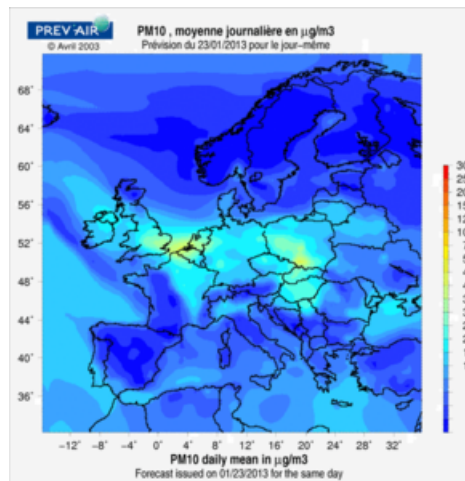 PREV'AIR
© Avril 2003
PM10 , moyenne journalière en µg/m3
Prévision du 23/01/2013 pour le jour-même
68°
64°
60°
56°
52°
48°
44°
40°
36°
−12° −8° −4° 0° 4° 8° 12° 16° 20° 24° 28° 32°
PM10 daily mean in µg/m3
Forecast issued on 01/23/2013 for the same day